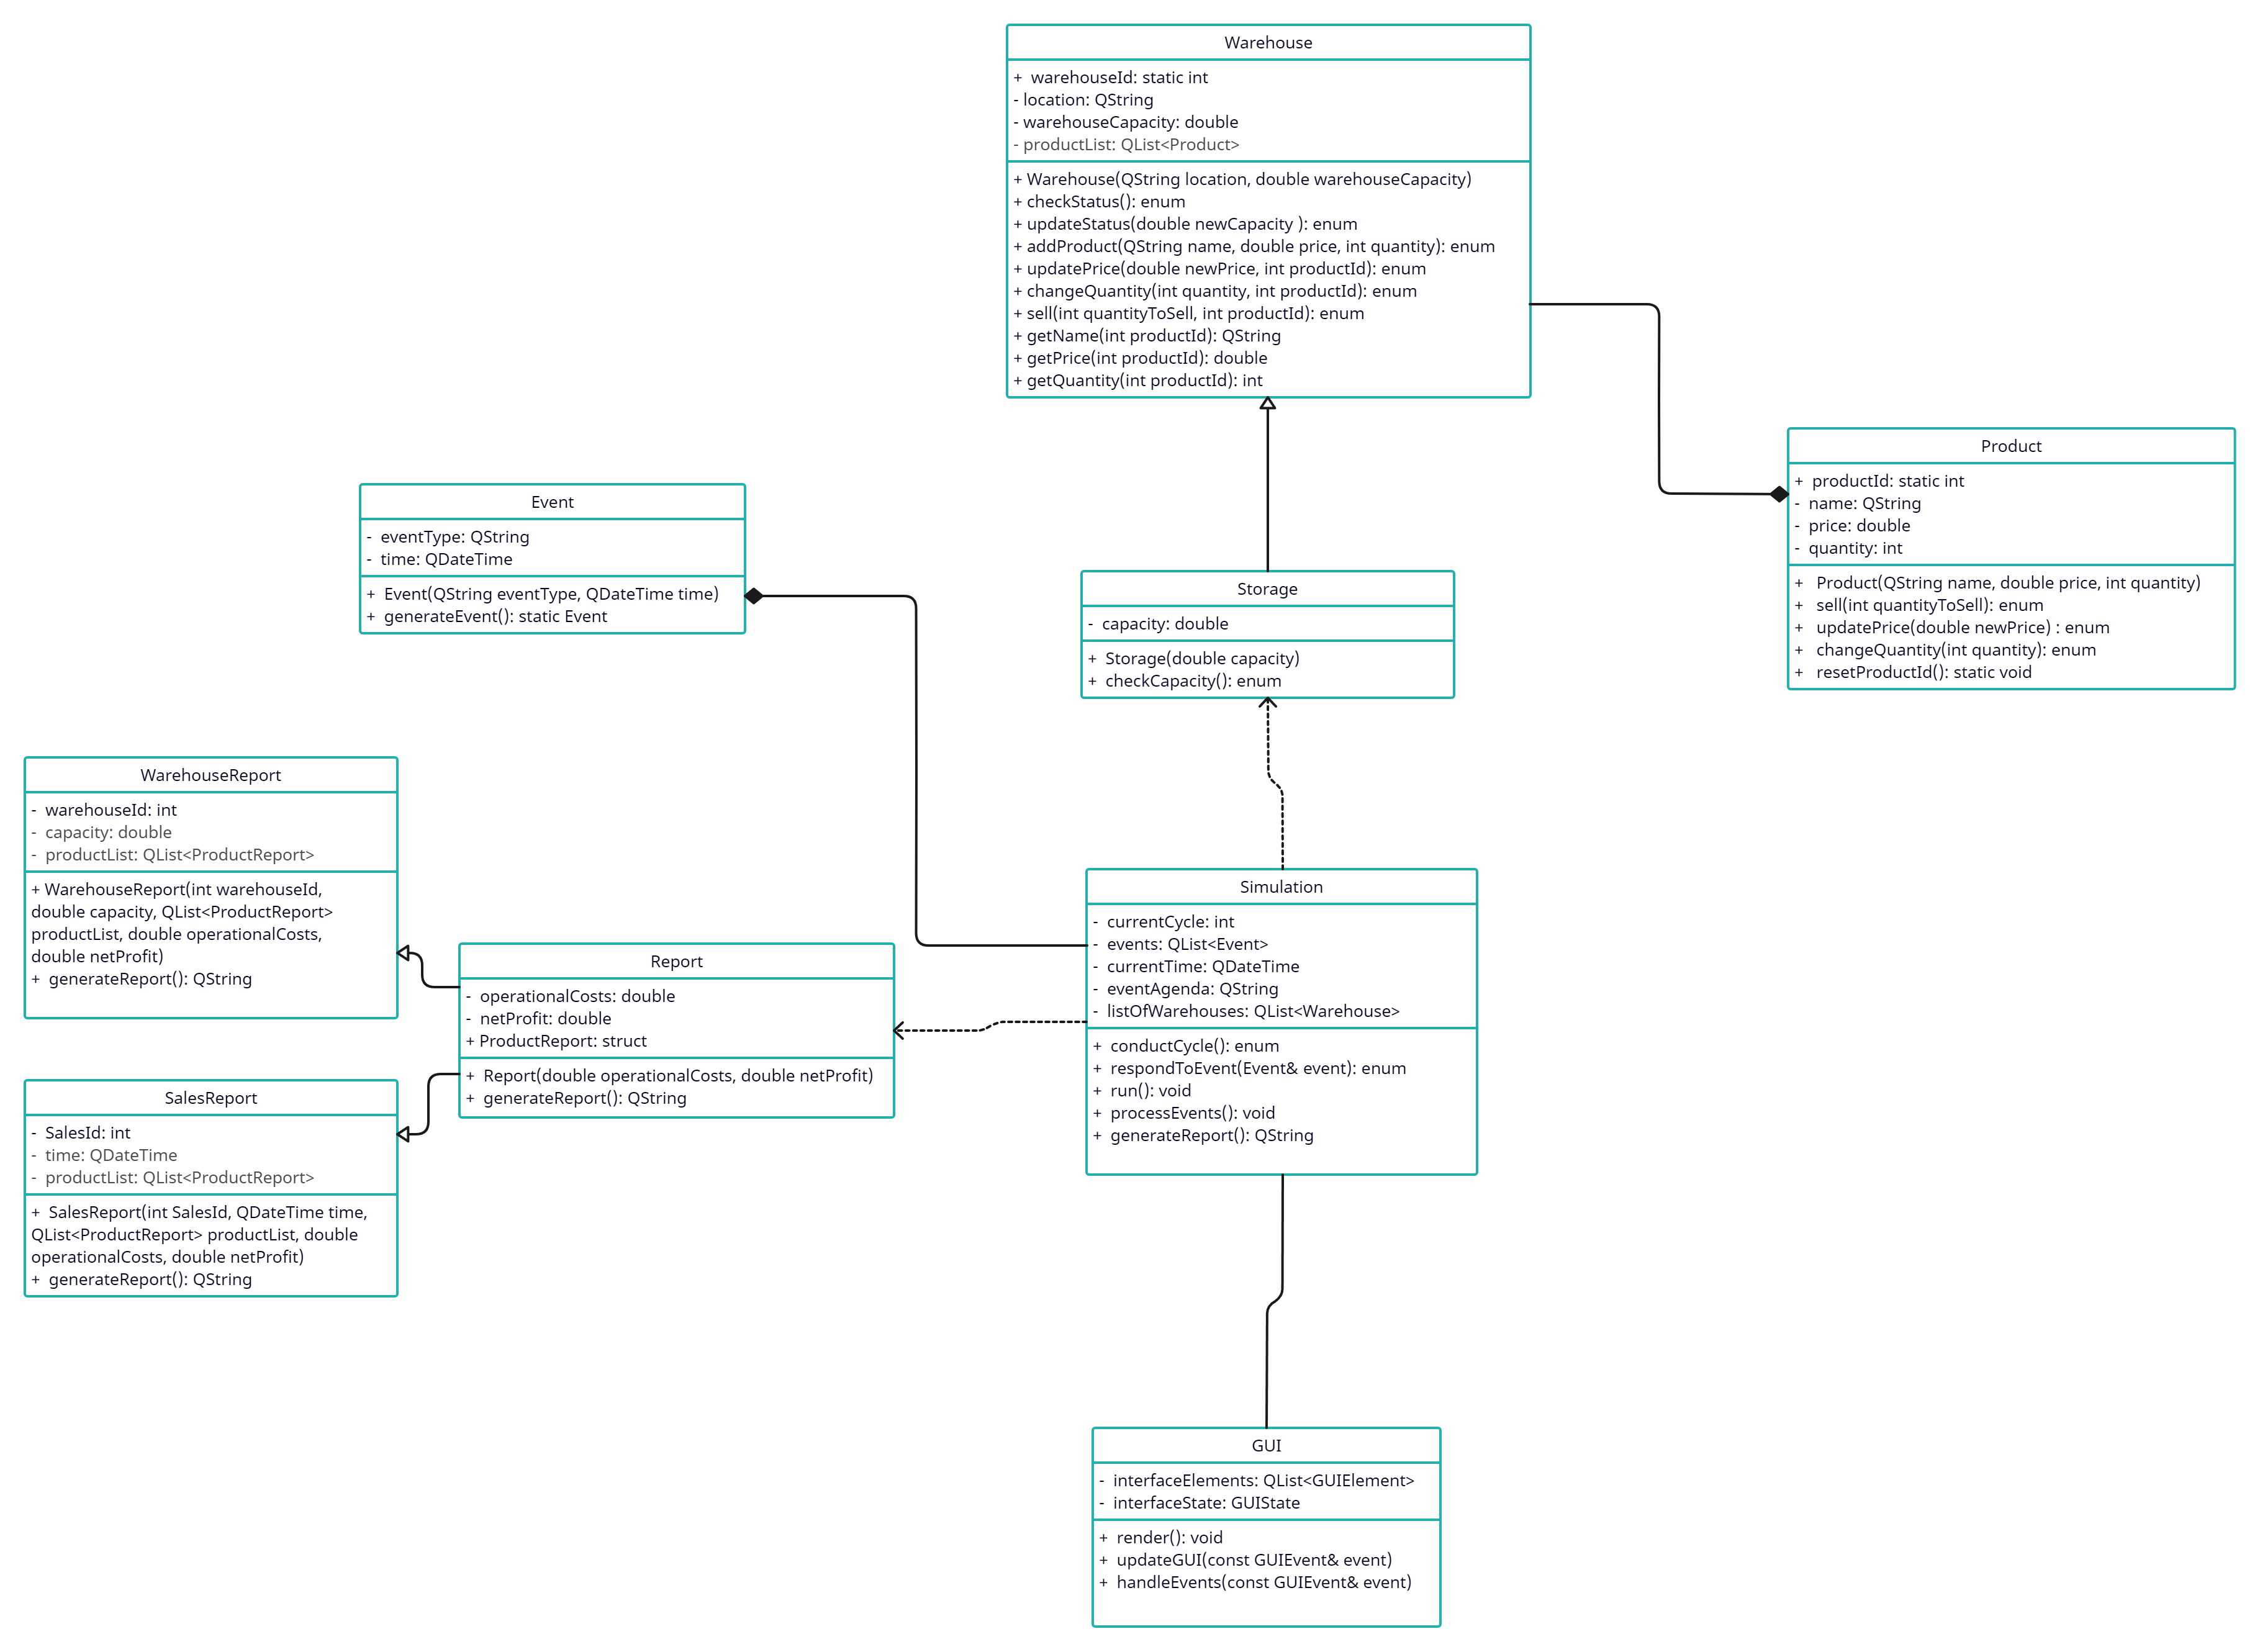 Warehouse
+ warehouseId: static int
- location: QString
- warehouseCapacity: double
- productList: QList<Product>
+ Warehouse(QString location, double warehouseCapacity)
+ checkStatus(): enum
+ updateStatus(double newCapacity ): enum
+ addProduct(QString name, double price, int quantity): enum
+ updatePrice(double newPrice, int productId): enum
+ changeQuantity(int quantity, int productId): enum
+ sell(int quantityToSell, int productId): enum
+ getName(int productId): QString
+ getPrice(int productId): double
+ getQuantity(int productId): int
Product
+ productId: static int
- name: QString
- price: double
- quantity: int
+ Product(QString name, double price, int quantity)
+ sell(int quantityToSell): enum
+ updatePrice(double newPrice) : enum
+ changeQuantity(int quantity): enum
+ resetProductId(): static void
Event
- eventType: QString
- time: QDateTime
+ Event(QString eventType, QDateTime time)
+ generateEvent(): static Event
Storage
- capacity: double
+ Storage(double capacity)
+ checkCapacity(): enum
WarehouseReport
- warehouseId: int
- capacity: double
- productList: QList<ProductReport>
+ WarehouseReport(int warehouseId,
double capacity, QList<ProductReport>
productList, double operationalCosts,
double netProfit)
+ generateReport(): QString
Report
- operationalCosts: double
- netProfit: double
+ ProductReport: struct
+ Report(double operationalCosts, double netProfit)
+ generateReport(): QString
Simulation
- currentCycle: int
- events: QList<Event>
- currentTime: QDateTime
- eventAgenda: QString
- listOfWarehouses: QList<Warehouse>
+ conductCycle(): enum
+ respondToEvent(Event& event): enum
+ run(): void
+ processEvents(): void
+ generateReport(): QString
SalesReport
- SalesId: int
- time: QDateTime
- productList: QList<ProductReport>
+ SalesReport(int SalesId, QDateTime time,
QList<ProductReport> productList, double
operationalCosts, double netProfit)
+ generateReport(): QString
GUI
- interfaceElements: QList<GUIElement>
- interfaceState: GUIState
+ render(): void
+ updateGUI(const GUIEvent& event)
+ handleEvents(const GUIEvent& event)